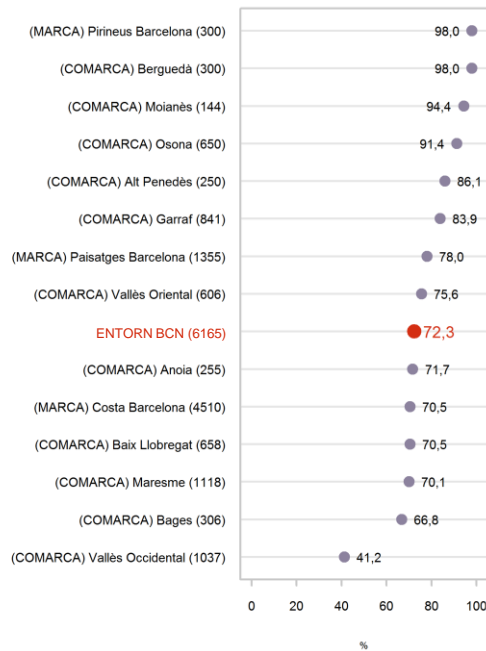 (MARCA) Pirineus Barcelona (300) 98,0
(COMARCA) Berguedà (300) 98,0
(COMARCA) Moianès (144) 94,4
(COMARCA) Osona (650) 91,4
(COMARCA) Alt Penedès (250) 86,1
(COMARCA) Garraf (841) 83,9
(MARCA) Paisatges Barcelona (1355) 78,0
(COMARCA) Vallès Oriental (606) 75,6
ENTORN BCN (6165) 72,3
(COMARCA) Anoia (255) 71,7
(MARCA) Costa Barcelona (4510) 70,5
(COMARCA) Baix Llobregat (658) 70,5
(COMARCA) Maresme (1118) 70,1
(COMARCA) Bages (306) 66,8
(COMARCA) Vallès Occidental (1037) 41,2
0 20 40 60 80 100
%